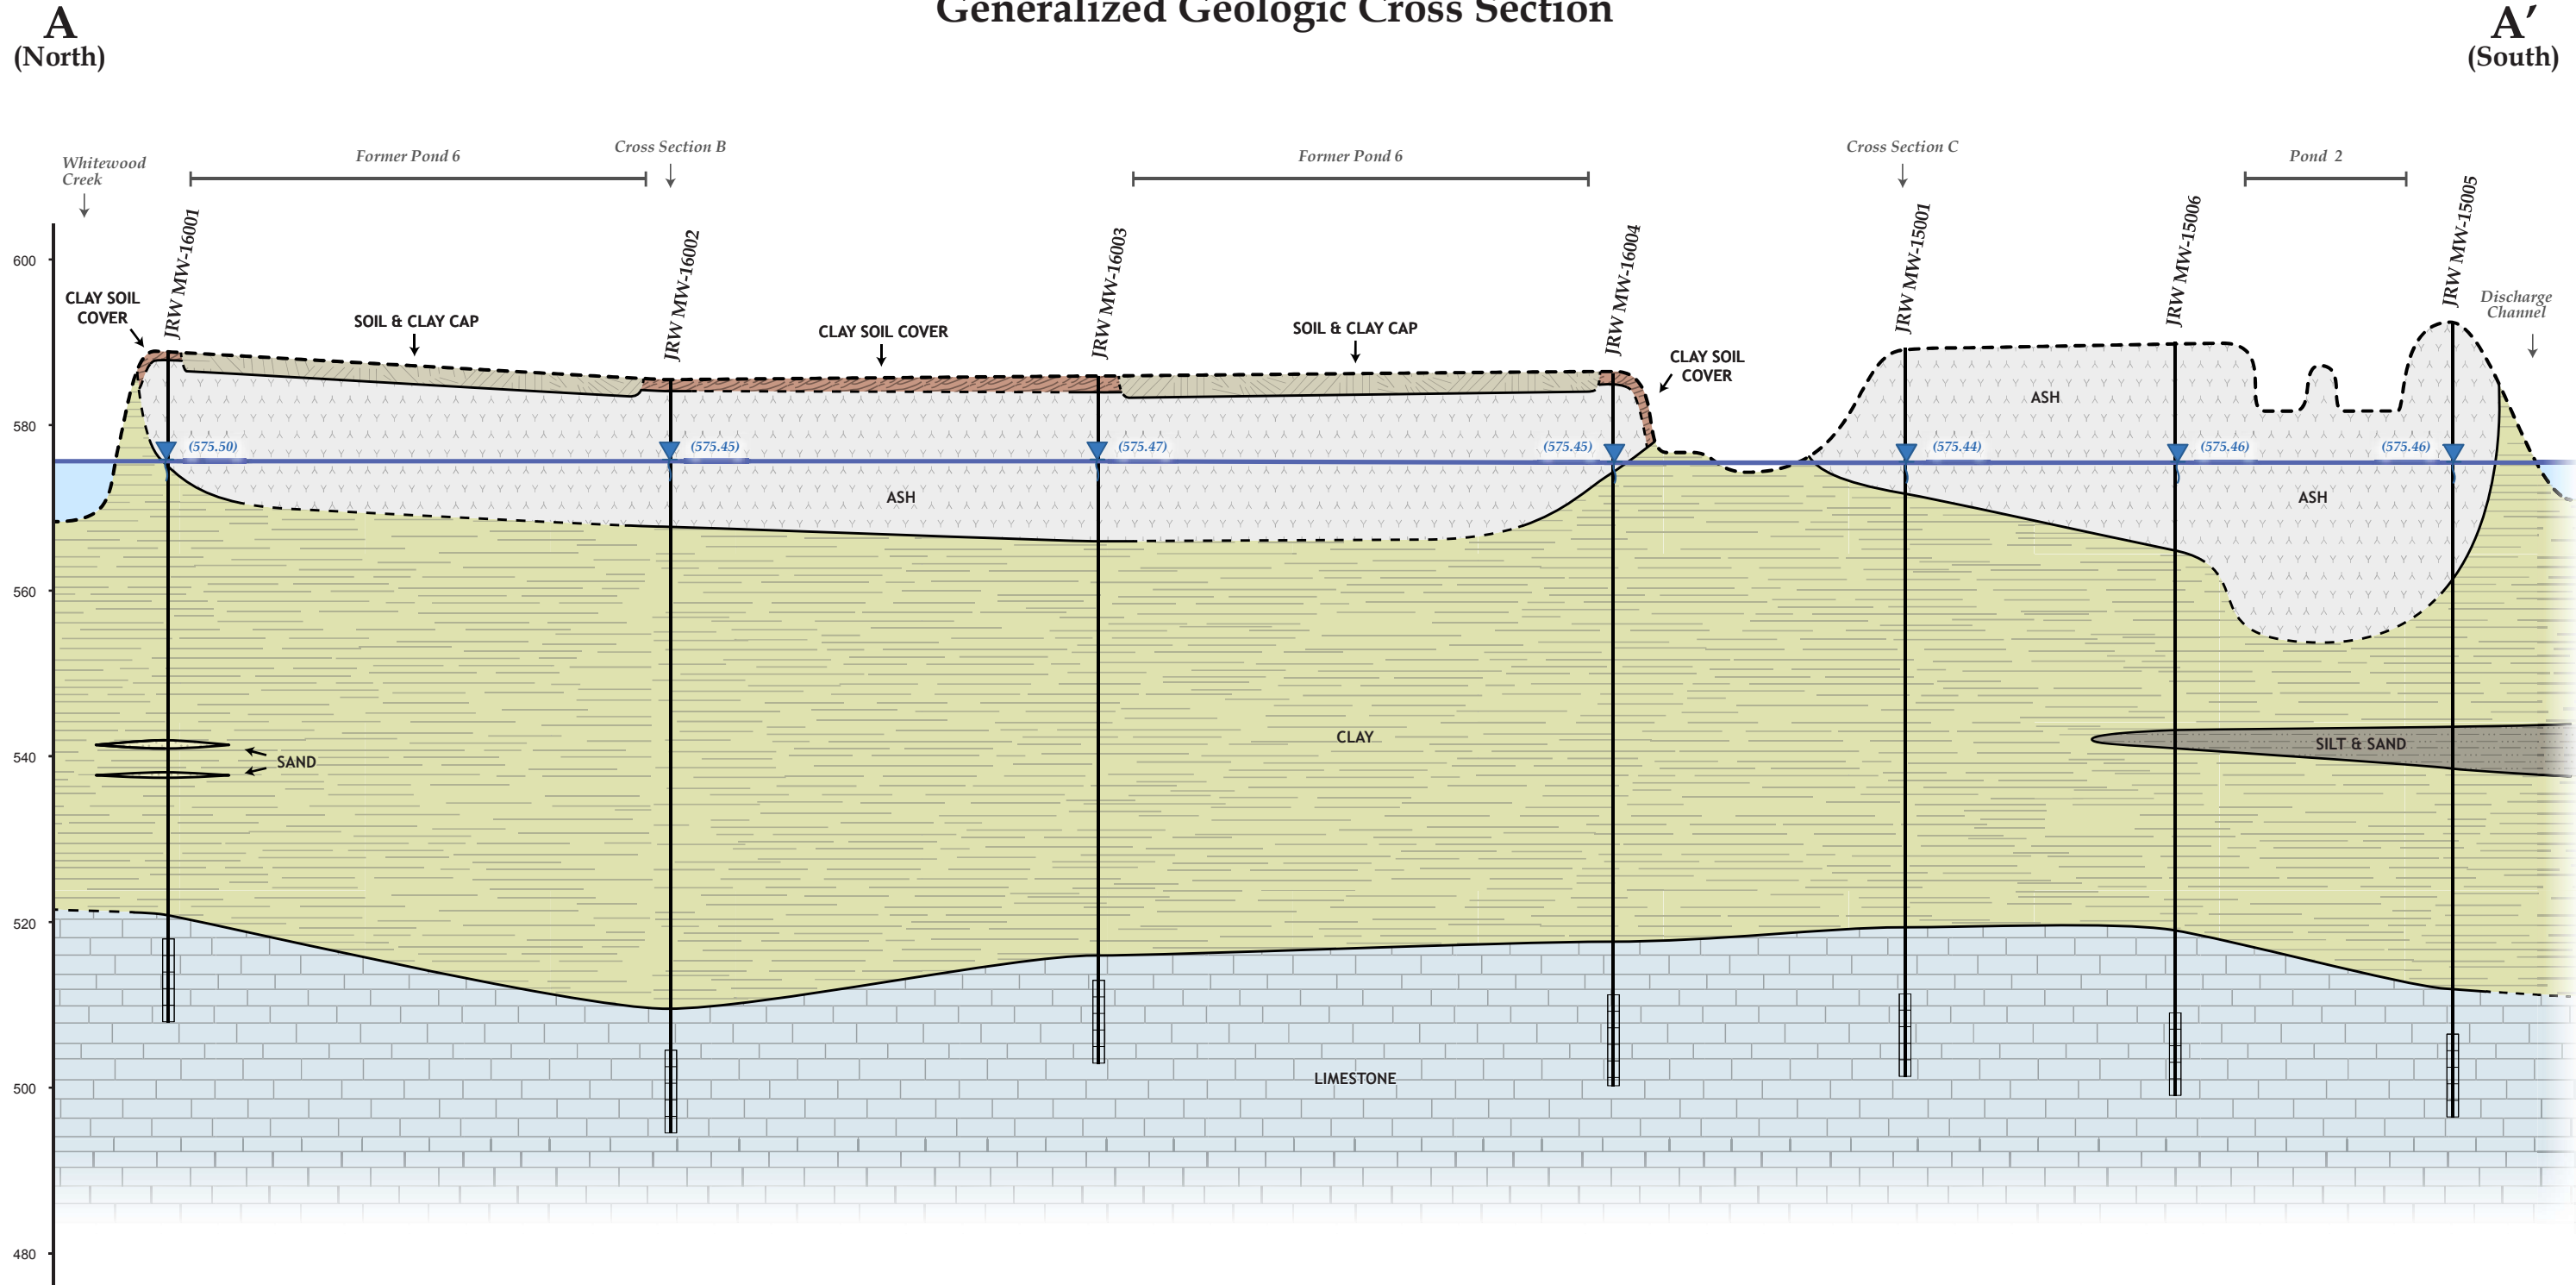 Generalized Geologic Cross Section
A
(North)
A′
(South)
Whitewood
Creek
Former Pond 6
Cross Section B
Former Pond 6
Cross Section C
Pond 2
Discharge
Channel
JRW MW-16001
JRW MW-16002
JRW MW-16003
JRW MW-16004
JRW MW-15001
JRW MW-15006
JRW MW-15005
600
580
560
540
520
500
480
CLAY SOIL
COVER
SOIL & CLAY CAP
CLAY SOIL COVER
SOIL & CLAY CAP
CLAY SOIL
COVER
ASH
(575.50)
(575.45)
(575.47)
(575.45)
(575.44)
(575.46)
(575.46)
ASH
ASH
CLAY
SAND
SILT & SAND
LIMESTONE